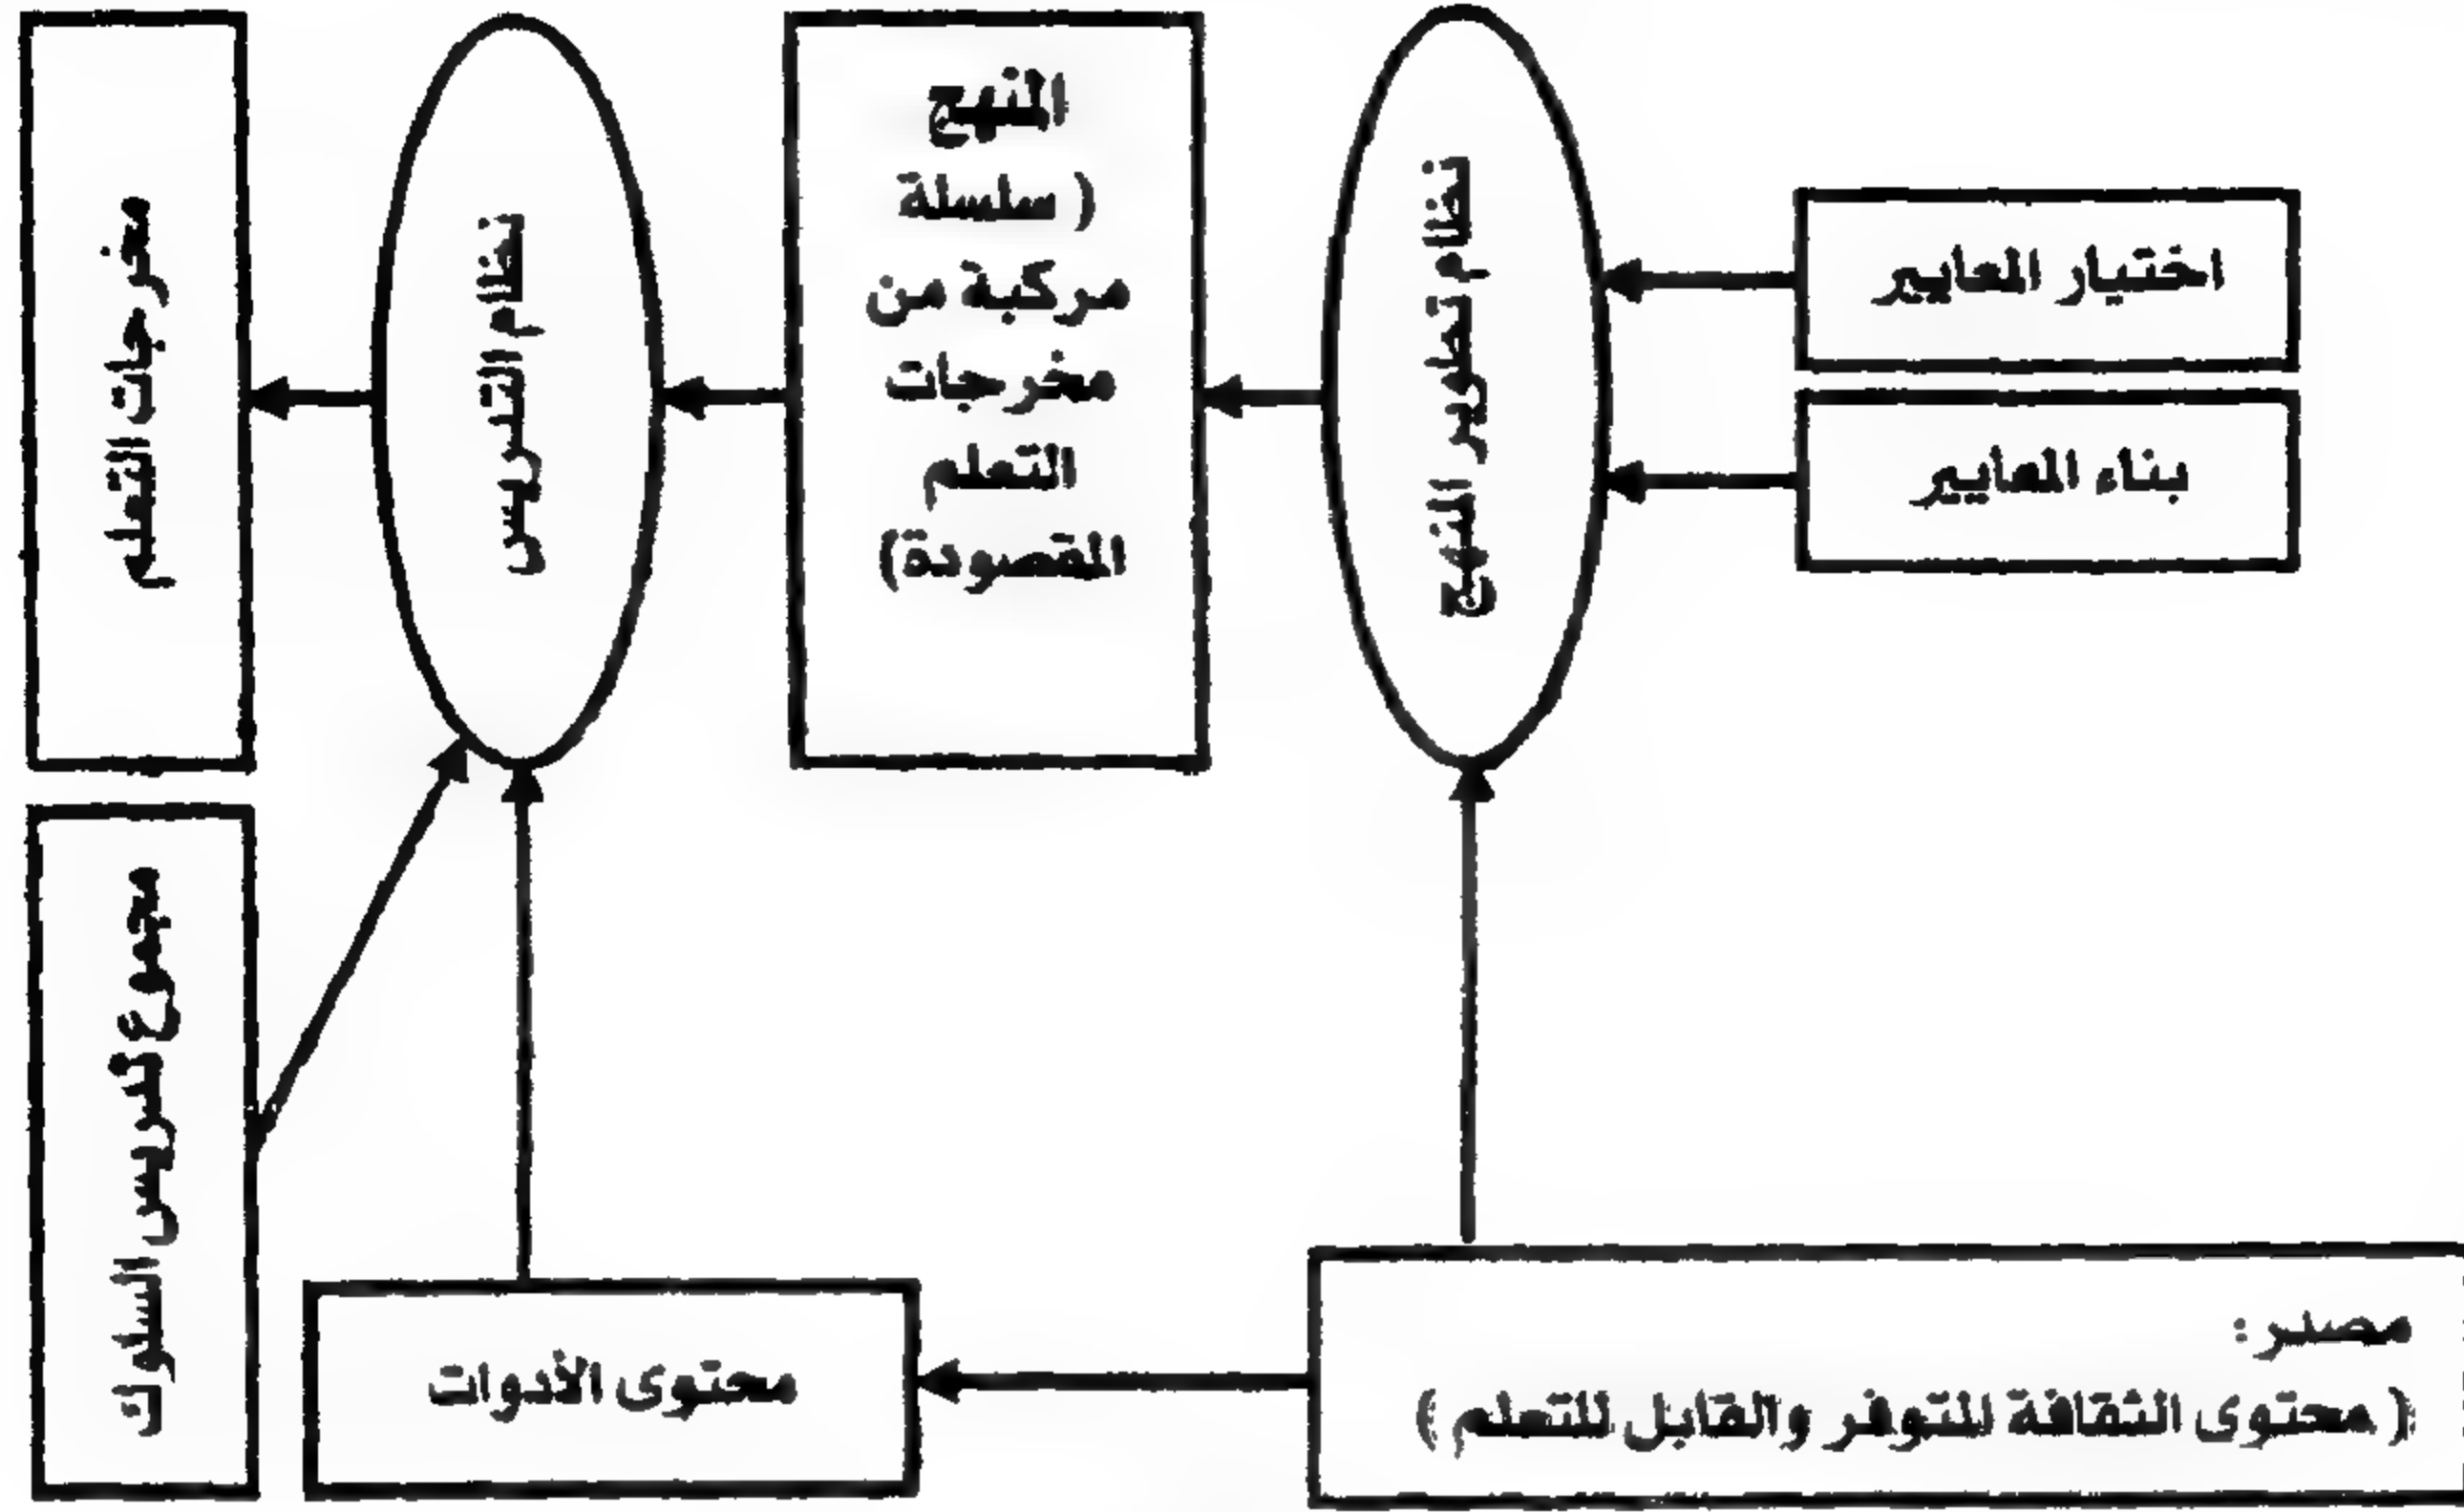 اختيار المعايير
بناء المعايير
نظام تطوير المنهج
المنهج
( سلسلة
مركبة من
مخرجات
التعلم
المقصودة)
نظام التدريس
مخرجات التعلم
مصدر :
( محتوى الثقافة المتوفر والقابل للتعلم )
محتوى الأدوات
مجموع تدريس السلوك